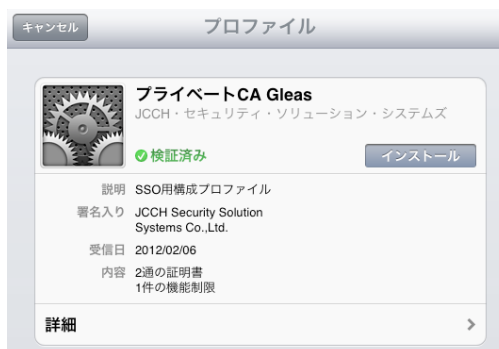 キャンセル
プロファイル
プライベートCA Gleas
JCCH・セキュリティ・ソリューション・システムズ
検証済み
インストール
説明 SSO用構成プロファイル
署名入り JCCH Security Solution
Systems Co.,Ltd.
受信日 2012/02/06
内容 2通の証明書
1件の機能制限
詳細